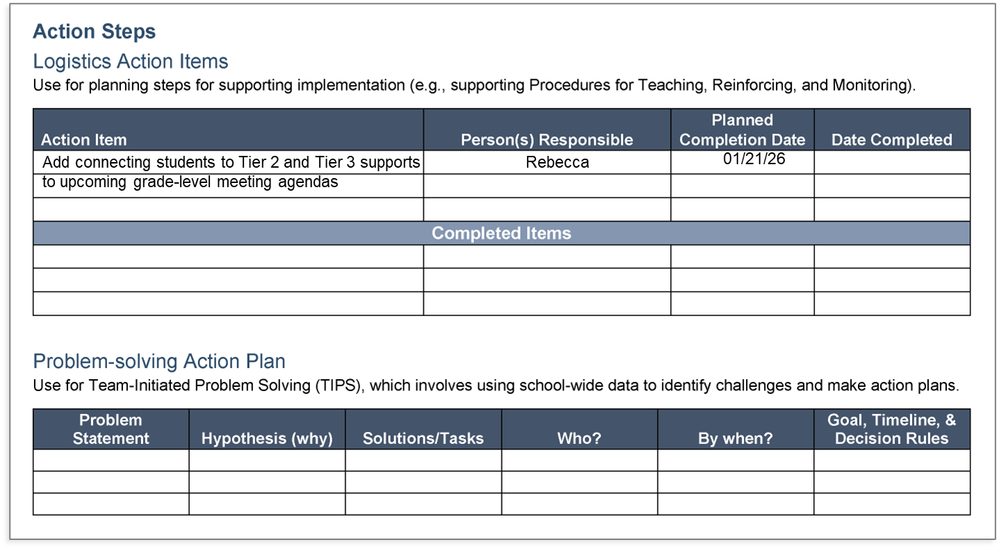 Action Steps
Logistics Action Items
Use for planning steps for supporting implementation (e.g., supporting Procedures for Teaching, Reinforcing, and Monitoring).
Action Item
Person(s) Responsible
Planned
Completion Date
Date Completed
Add connecting students to Tier 2 and Tier 3 supports
to upcoming grade-level meeting agendas
Rebecca
01/21/26
Completed Items
Problem-solving Action Plan
Use for Team-Initiated Problem Solving (TIPS), which involves using school-wide data to identify challenges and make action plans.
Problem
Statement
Hypothesis (why)
Solutions/Tasks
Who?
By when?
Goal, Timeline, &
Decision Rules